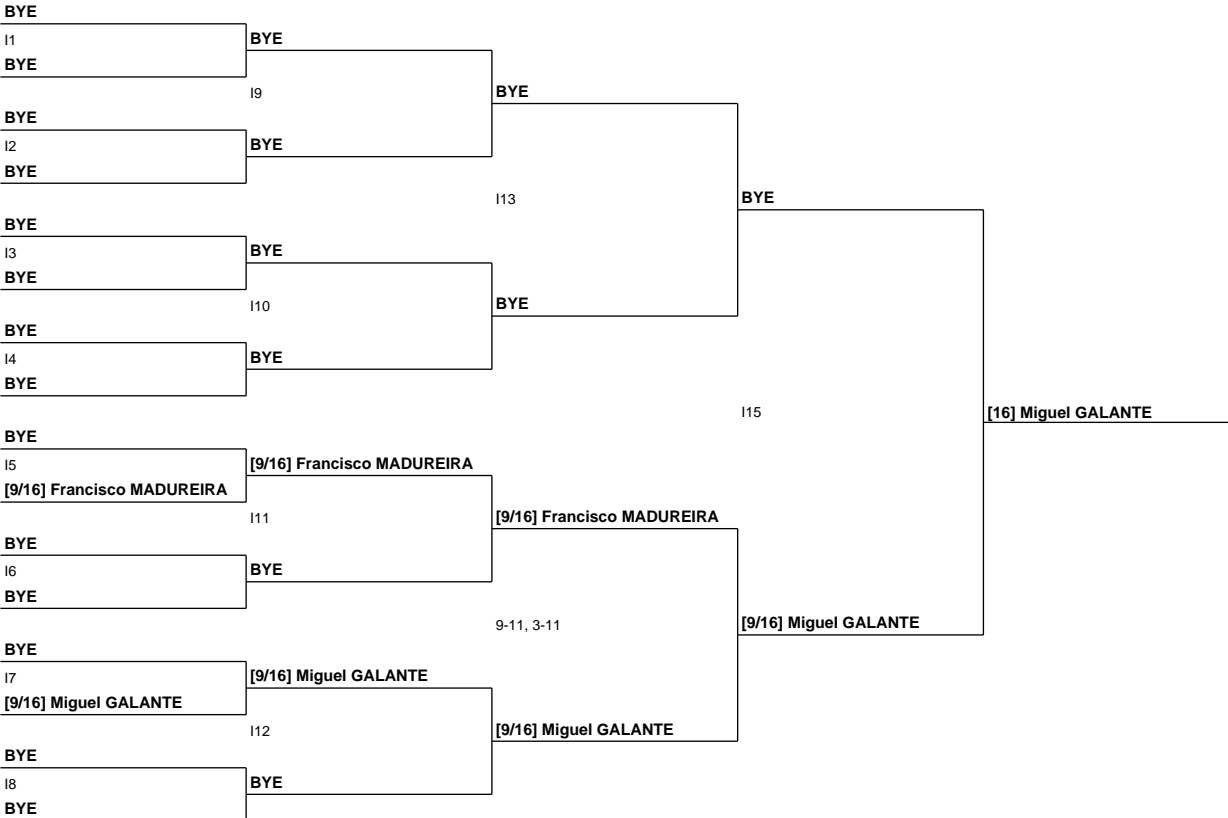 BYE
I1
BYE
BYE
I9
BYE
BYE
I2
BYE
BYE
I13
BYE
BYE
I3
BYE
BYE
I10
BYE
BYE
I4
BYE
BYE
I15
[16] Miguel GALANTE
BYE
I5
[9/16] Francisco MADUREIRA
[9/16] Francisco MADUREIRA
I11
[9/16] Francisco MADUREIRA
BYE
I6
BYE
BYE
9-11, 3-11
[9/16] Miguel GALANTE
BYE
I7
[9/16] Miguel GALANTE
[9/16] Miguel GALANTE
I12
[9/16] Miguel GALANTE
BYE
I8
BYE
BYE